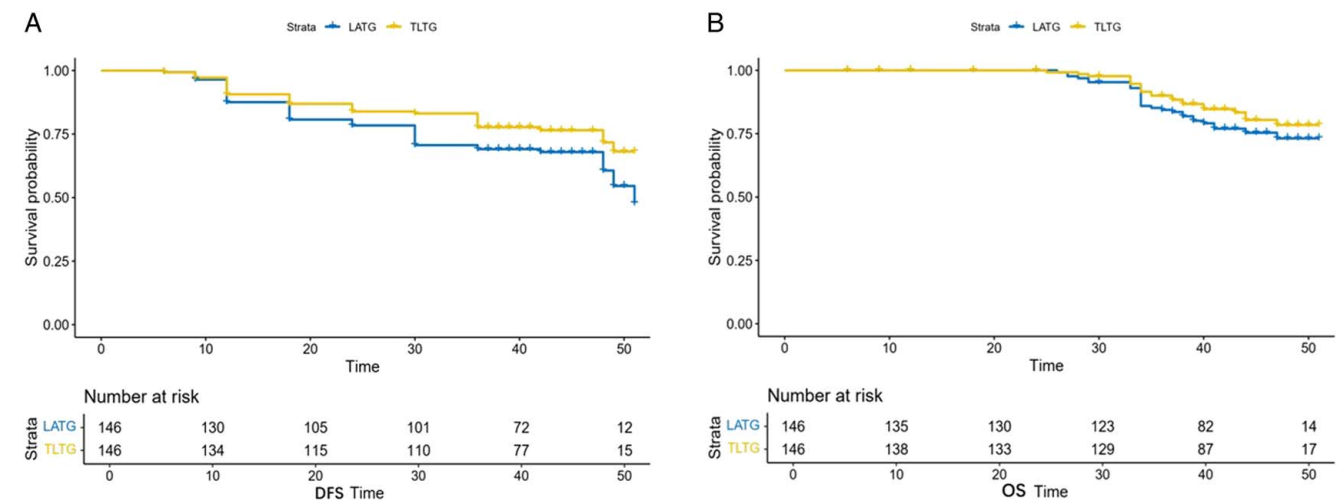 A
Strata LATG TLTG
1.00
0.75
0.50
0.25
0.00
Survival probability
0 10 20 30 40 50
Time
Number at risk
Strata
LATG 146 130 105 101 72 12
TLTG 146 134 115 110 77 15
0 10 20 30 40 50
DFS Time
B
Strata LATG TLTG
1.00
0.75
0.50
0.25
0.00
Survival probability
0 10 20 30 40 50
Time
Number at risk
Strata
LATG 146 135 130 123 82 14
TLTG 146 138 133 129 87 17
0 10 20 30 40 50
OS Time